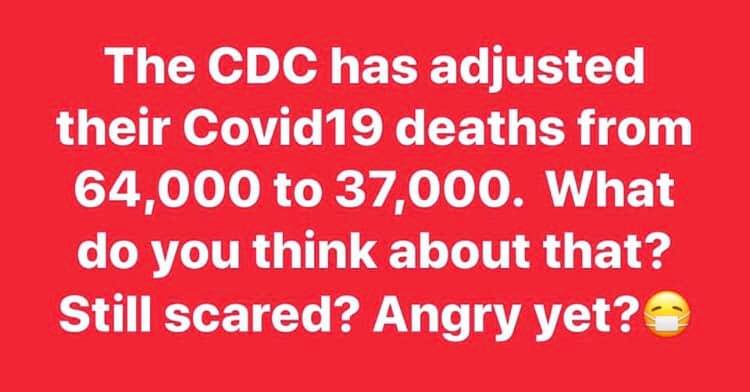 The CDC has adjusted
their Covid19 deaths from
64,000 to 37,000.  What
do you think about that?
Still scared? Angry yet?😷